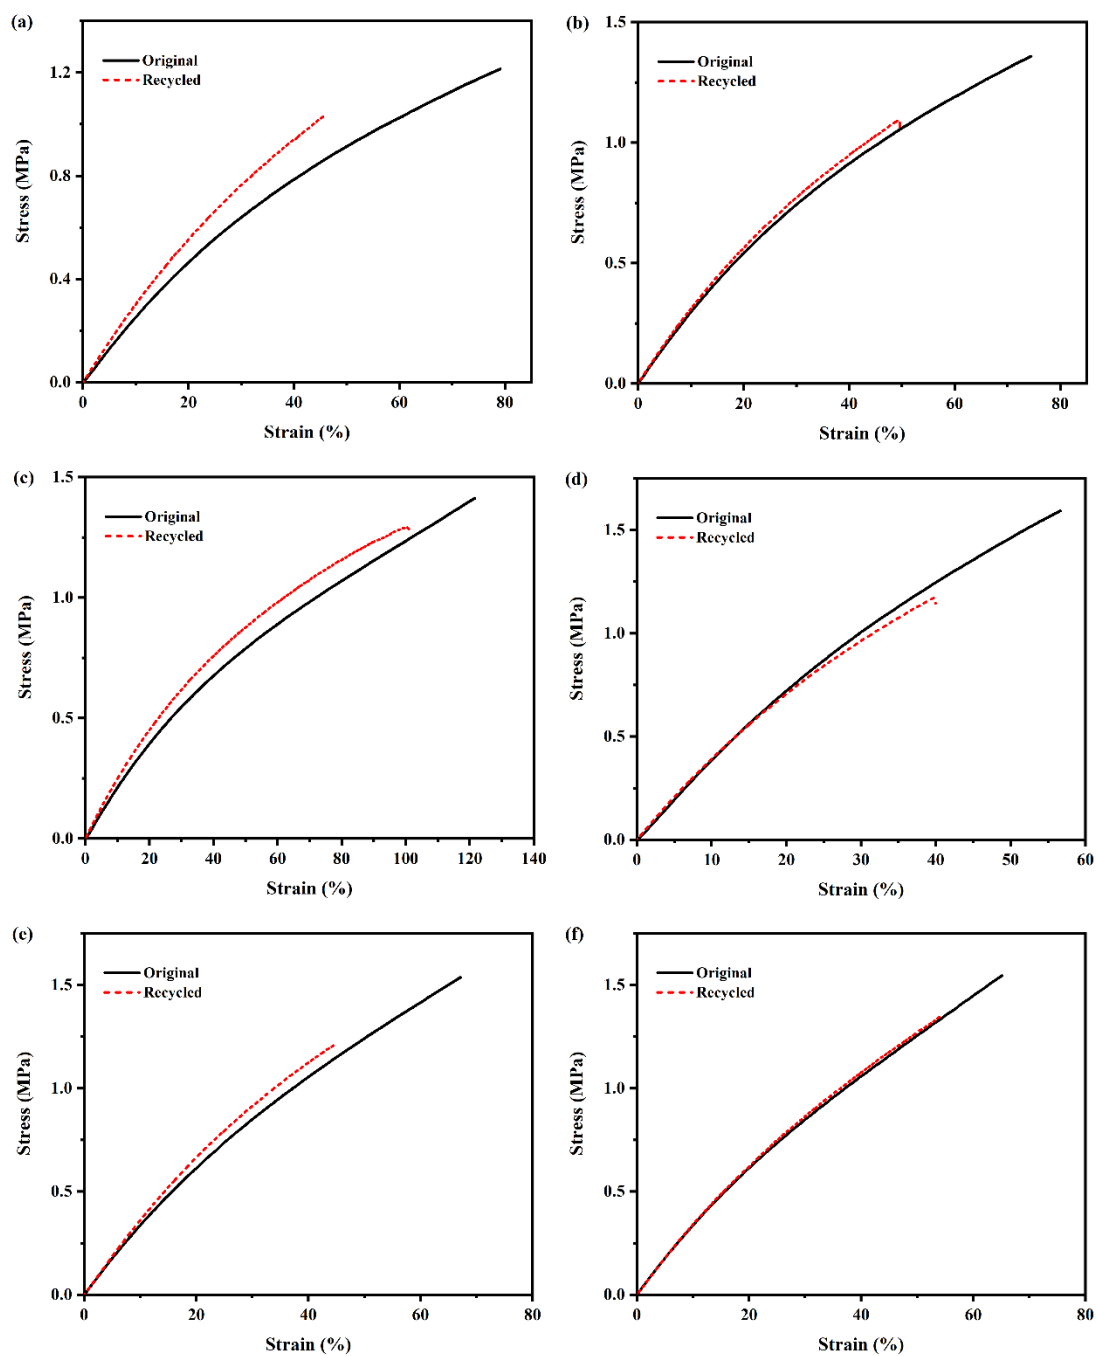 (a)
Original
Recycled
1.2
0.8
0.4
0.0
Stress (MPa)
0 20 40 60 80
Strain (%)
(b)
Original
Recycled
1.5
1.0
0.5
0.0
Stress (MPa)
0 20 40 60 80
Strain (%)
(c)
Original
Recycled
1.5
1.0
0.5
0.0
Stress (MPa)
0 20 40 60 80 100 120 140
Strain (%)
(d)
Original
Recycled
1.5
1.0
0.5
0.0
Stress (MPa)
0 10 20 30 40 50 60
Strain (%)
(e)
Original
Recycled
1.5
1.0
0.5
0.0
Stress (MPa)
0 20 40 60 80
Strain (%)
(f)
Original
Recycled
1.5
1.0
0.5
0.0
Stress (MPa)
0 20 40 60 80
Strain (%)